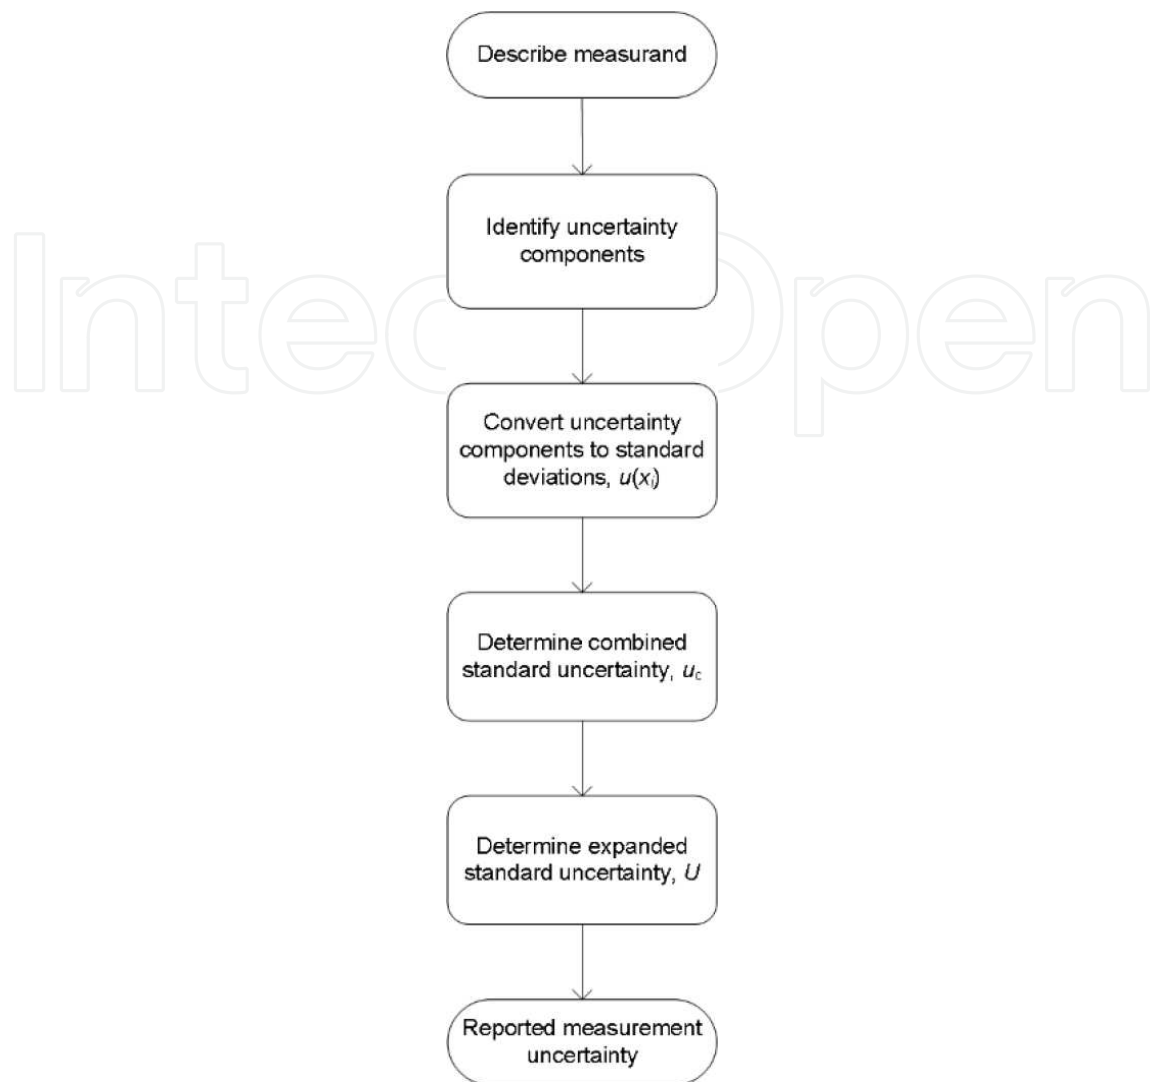 Describe measurand
Identify uncertainty
components
IntechOpen
Convert uncertainty
components to standard
deviations, u(xᵢ)
Determine combined
standard uncertainty, u꜀
Determine expanded
standard uncertainty, U
Reported measurement
uncertainty